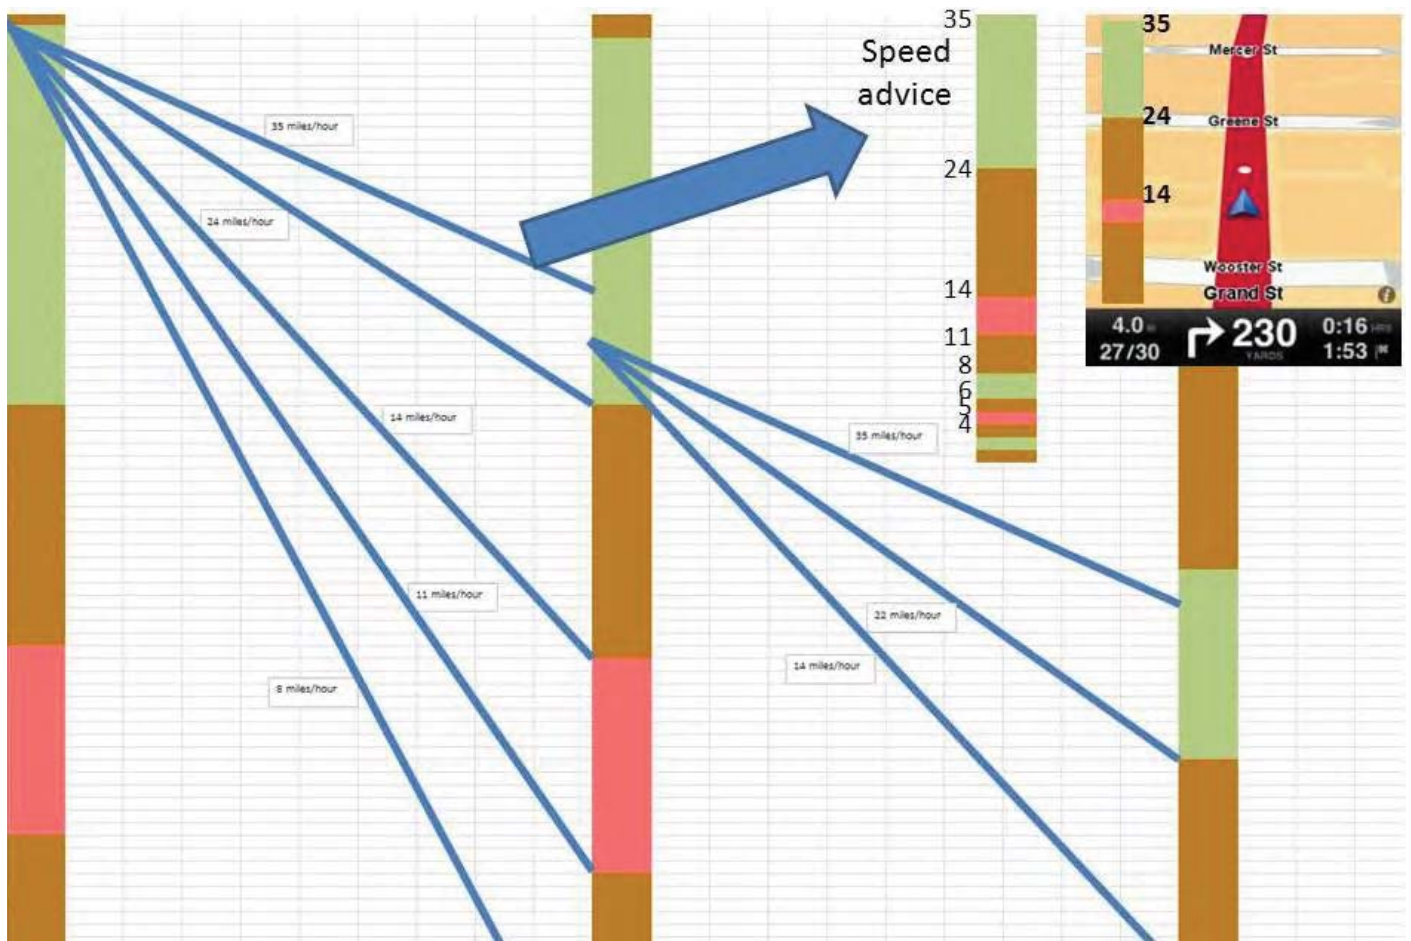 35 miles/hour
24 miles/hour
14 miles/hour
11 miles/hour
8 miles/hour
35 miles/hour
22 miles/hour
14 miles/hour
Speed
advice
35
24
14
11
8
6
5
4
35
24
14
Mercer St
Greene St
Wooster St
Grand St
4.0
27/30
230
YARDS
0:16 HRS
1:53